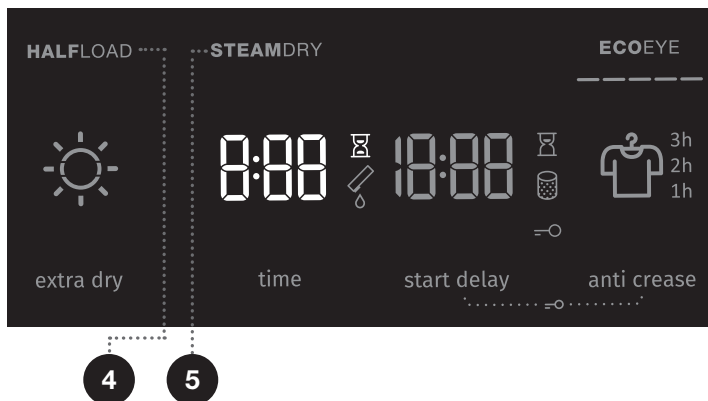 HALFLOAD
STEAMDRY
ECOEYE
8:88
18:88
3h
2h
1h
extra dry
time
start delay
anti crease
4
5